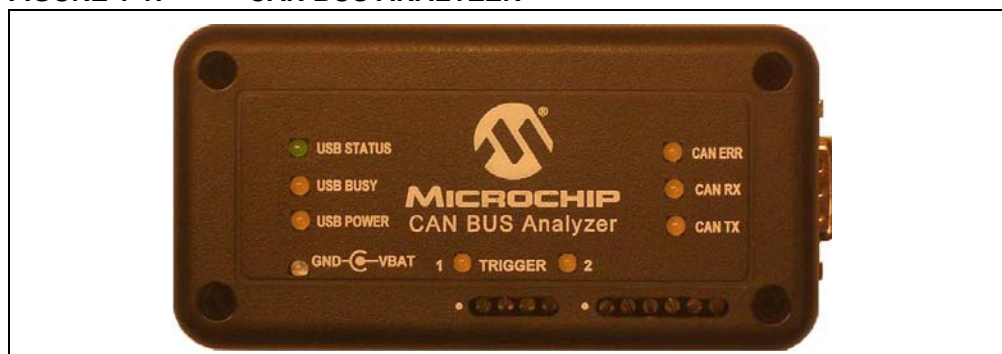 USB STATUS
USB BUSY
USB POWER
GND VBAT
®
MICROCHIP
CAN BUS Analyzer
1 TRIGGER 2
CAN ERR
CAN RX
CAN TX